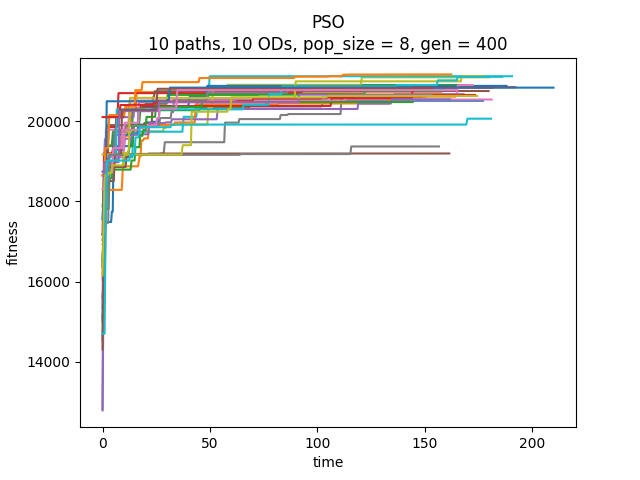 PSO
10 paths, 10 ODs, pop_size = 8, gen = 400
fitness
20000
18000
16000
14000
0
50
100
150
200
time